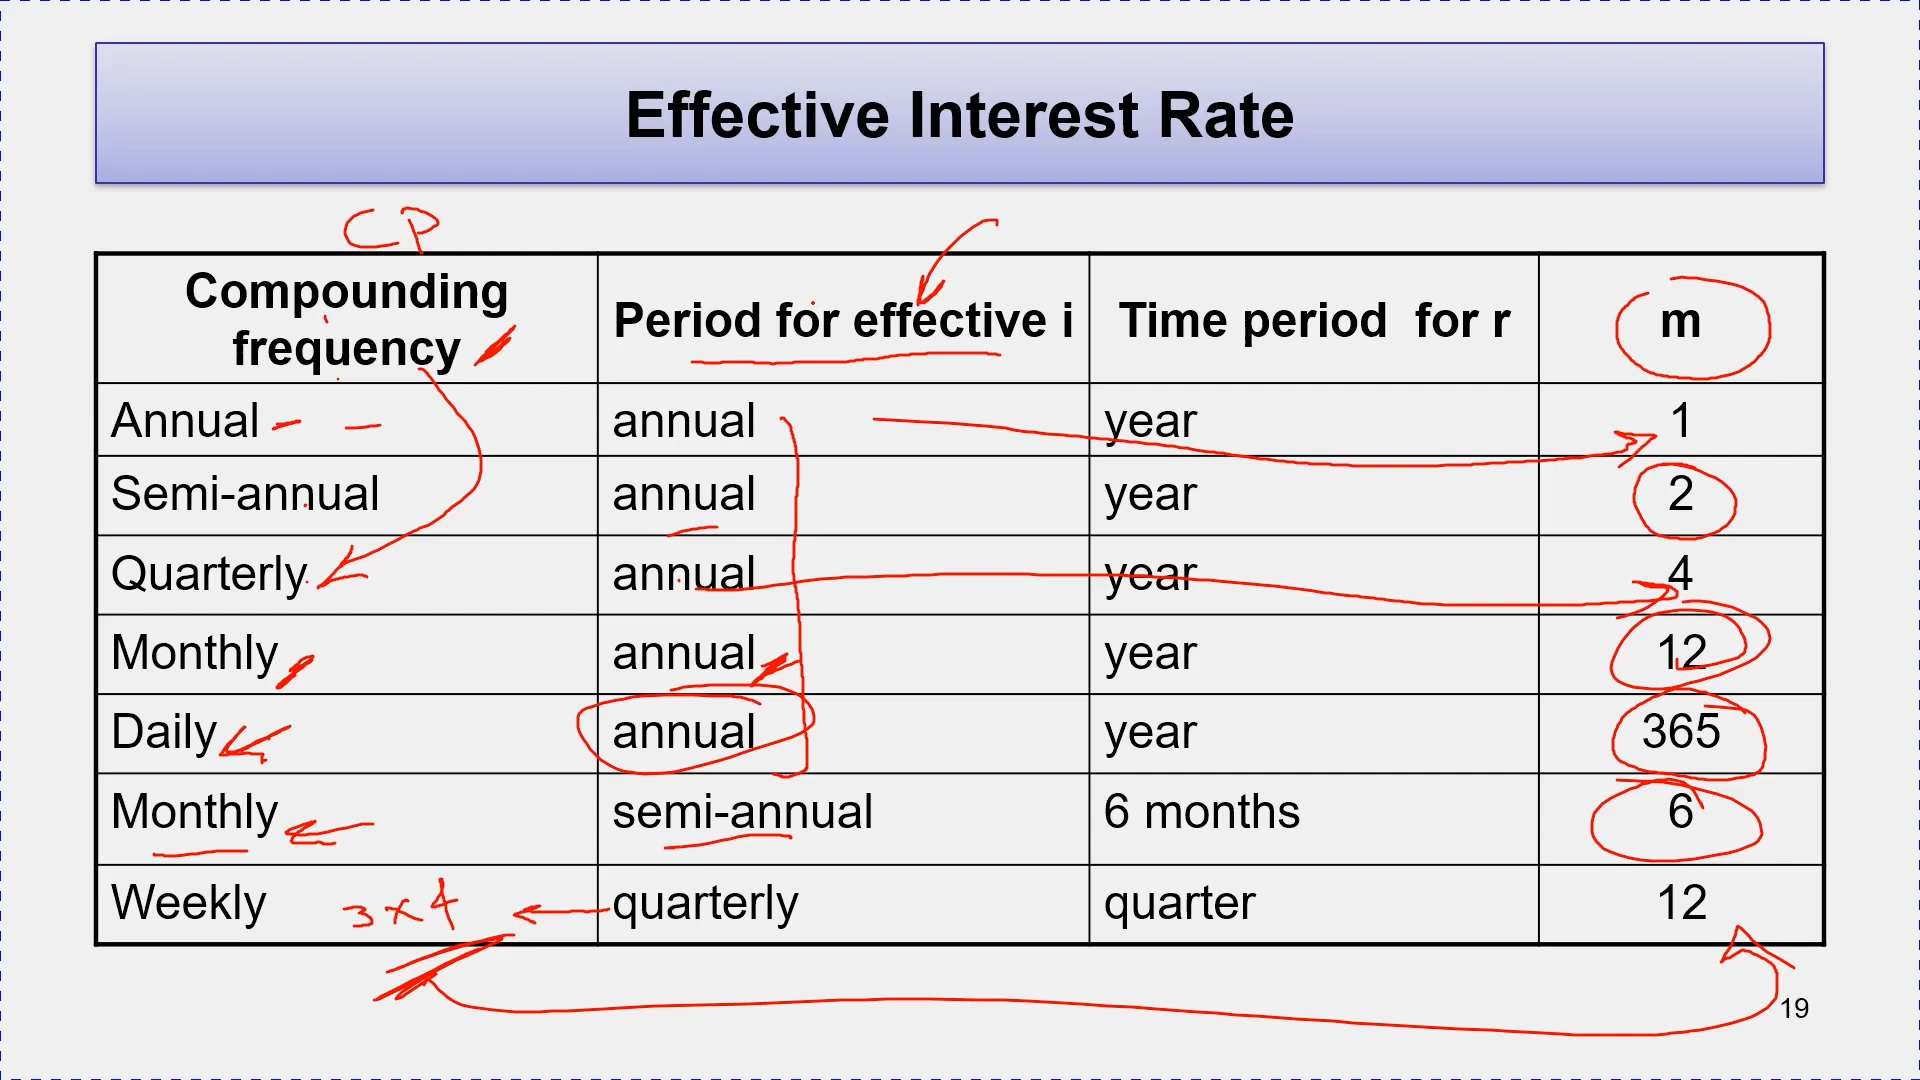 Effective Interest Rate
CP
Compounding frequency Period for effective i Time period for r m
Annual annual year 1
Semi-annual annual year 2
Quarterly annual year 4
Monthly annual year 12
Daily annual year 365
Monthly semi-annual 6 months 6
Weekly 3 x 4 quarterly quarter 12
19